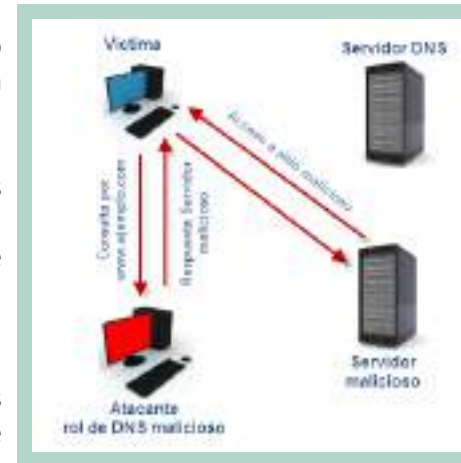 Victima
Servidor DNS
Acceso a sitio malicioso
Consulta por
www.ejemplo.com
Respuesta Servidor
malicioso
Servidor
malicioso
Atacante
rol de DNS malicioso